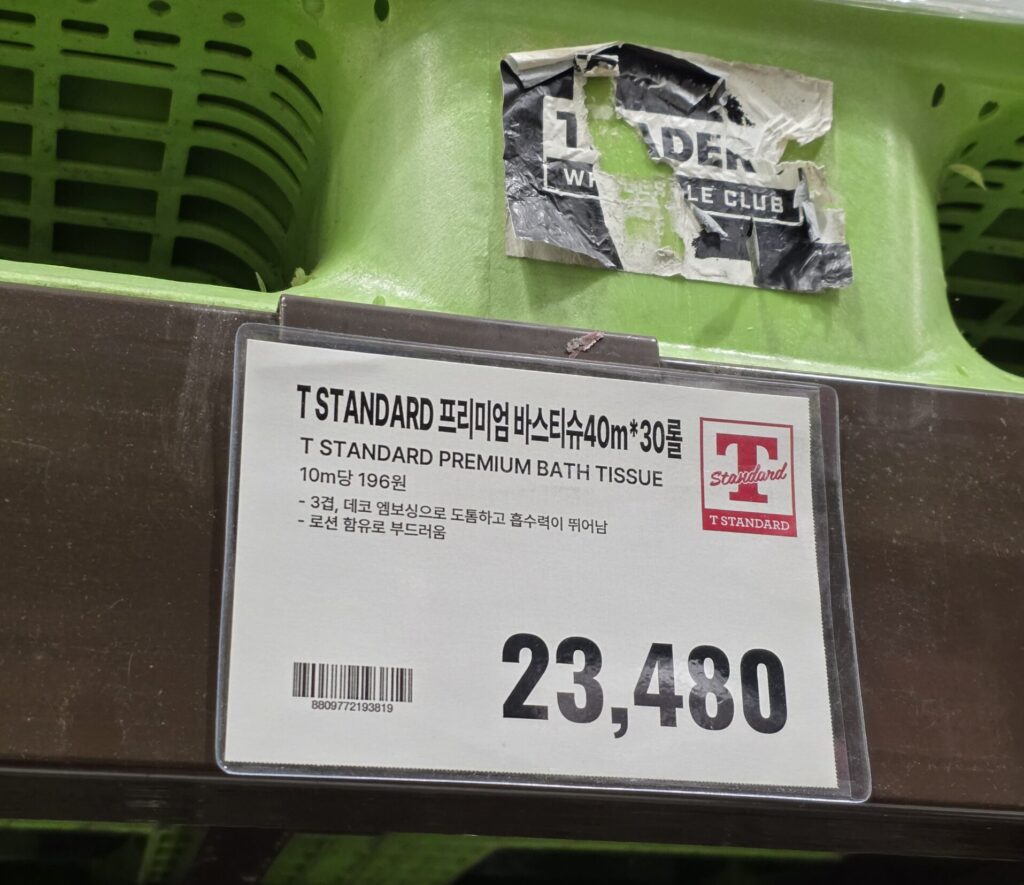 CLUB
T STANDARD 프리미엄 바스티슈40m*30롤
T STANDARD PREMIUM BATH TISSUE
10m당 196원
- 3겹, 데코 엠보싱으로 도톰하고 흡수력이 뛰어남
- 로션 함유로 부드러움
T
Standard
T STANDARD
23,480
8809772193819